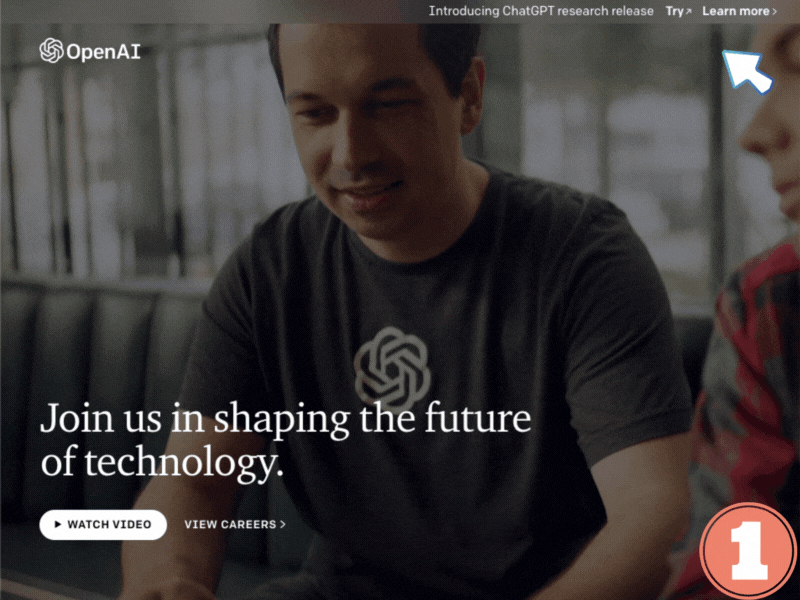 Introducing ChatGPT research release Try↗ Learn more ›
OpenAI
Join us in shaping the future
of technology.
▶ WATCH VIDEO VIEW CAREERS ›
1